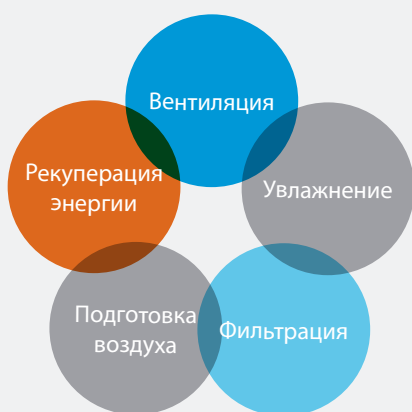 Вентиляция
Рекуперация
энергии
Увлажнение
Подготовка
воздуха
Фильтрация